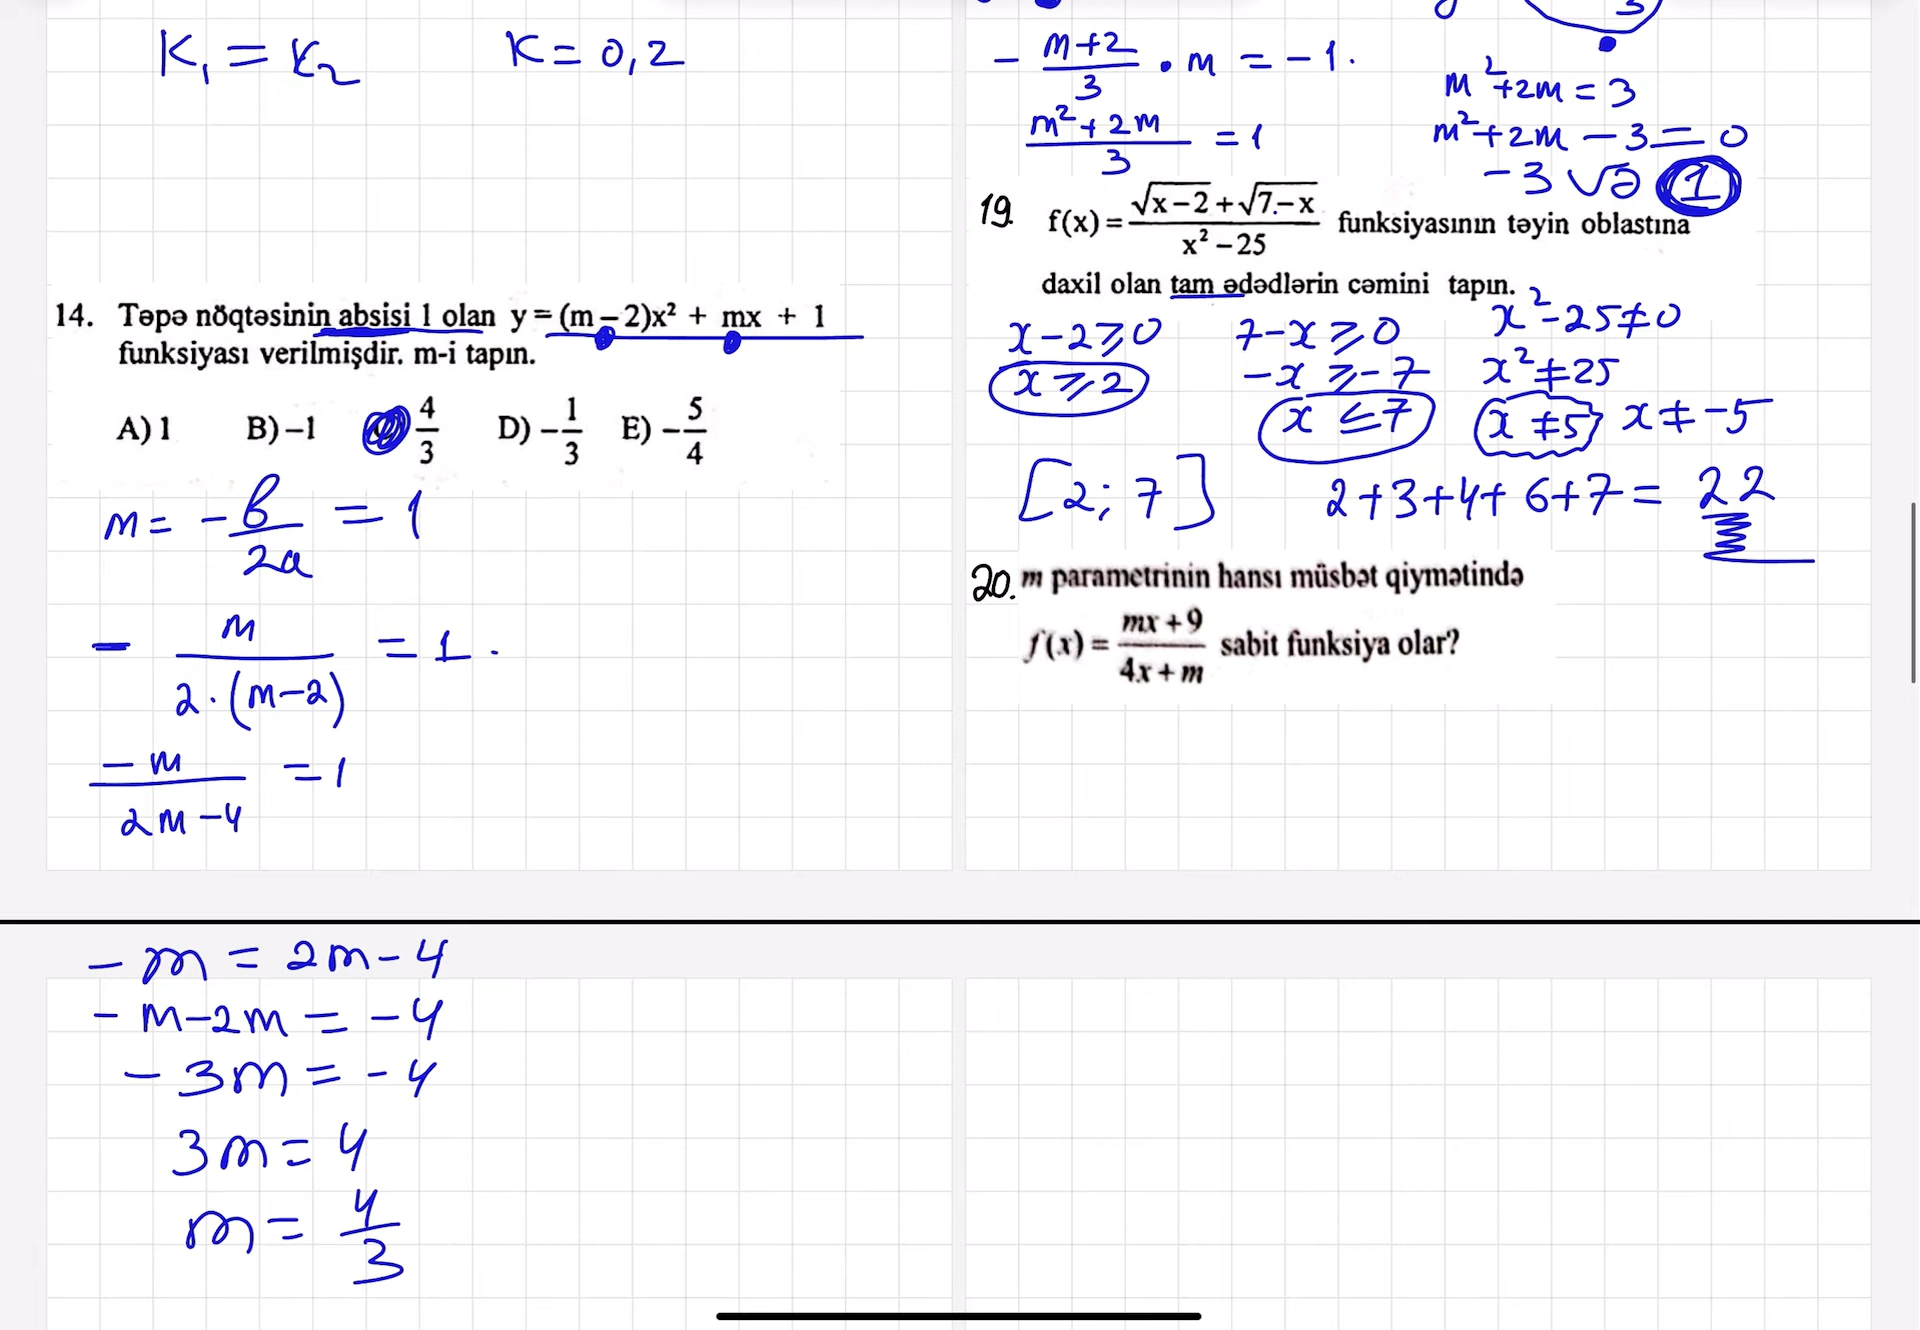 K₁ = K₂ K = 0,2
14. Təpə nöqtəsinin absisi 1 olan y = (m − 2)x² + mx + 1
funksiyası verilmişdir. m-i tapın.
A) 1 B) −1 4/3 D) −1/3 E) −5/4
m = −b/2a = 1
− m/(2·(m−2)) = 1.
−m/(2m−4) = 1
−m = 2m−4
−m−2m = −4
−3m = −4
3m = 4
m = 4/3
3
− (m+2)/3 · m = −1.
(m²+2m)/3 = 1
m²+2m = 3
m²+2m−3 = 0
−3 və 1
19. f(x) = (√x−2 + √7−x)/(x² − 25) funksiyasının təyin oblastına
daxil olan tam ədədlərin cəmini tapın.
x−2⩾0 7−x⩾0 x²−25≠0
x⩾2 −x⩾−7 x²≠25
x≤7 x≠5 x≠−5
[2; 7] 2+3+4+6+7= 22
20. m parametrinin hansı müsbət qiymətində
f(x) = (mx+9)/(4x+m) sabit funksiya olar?